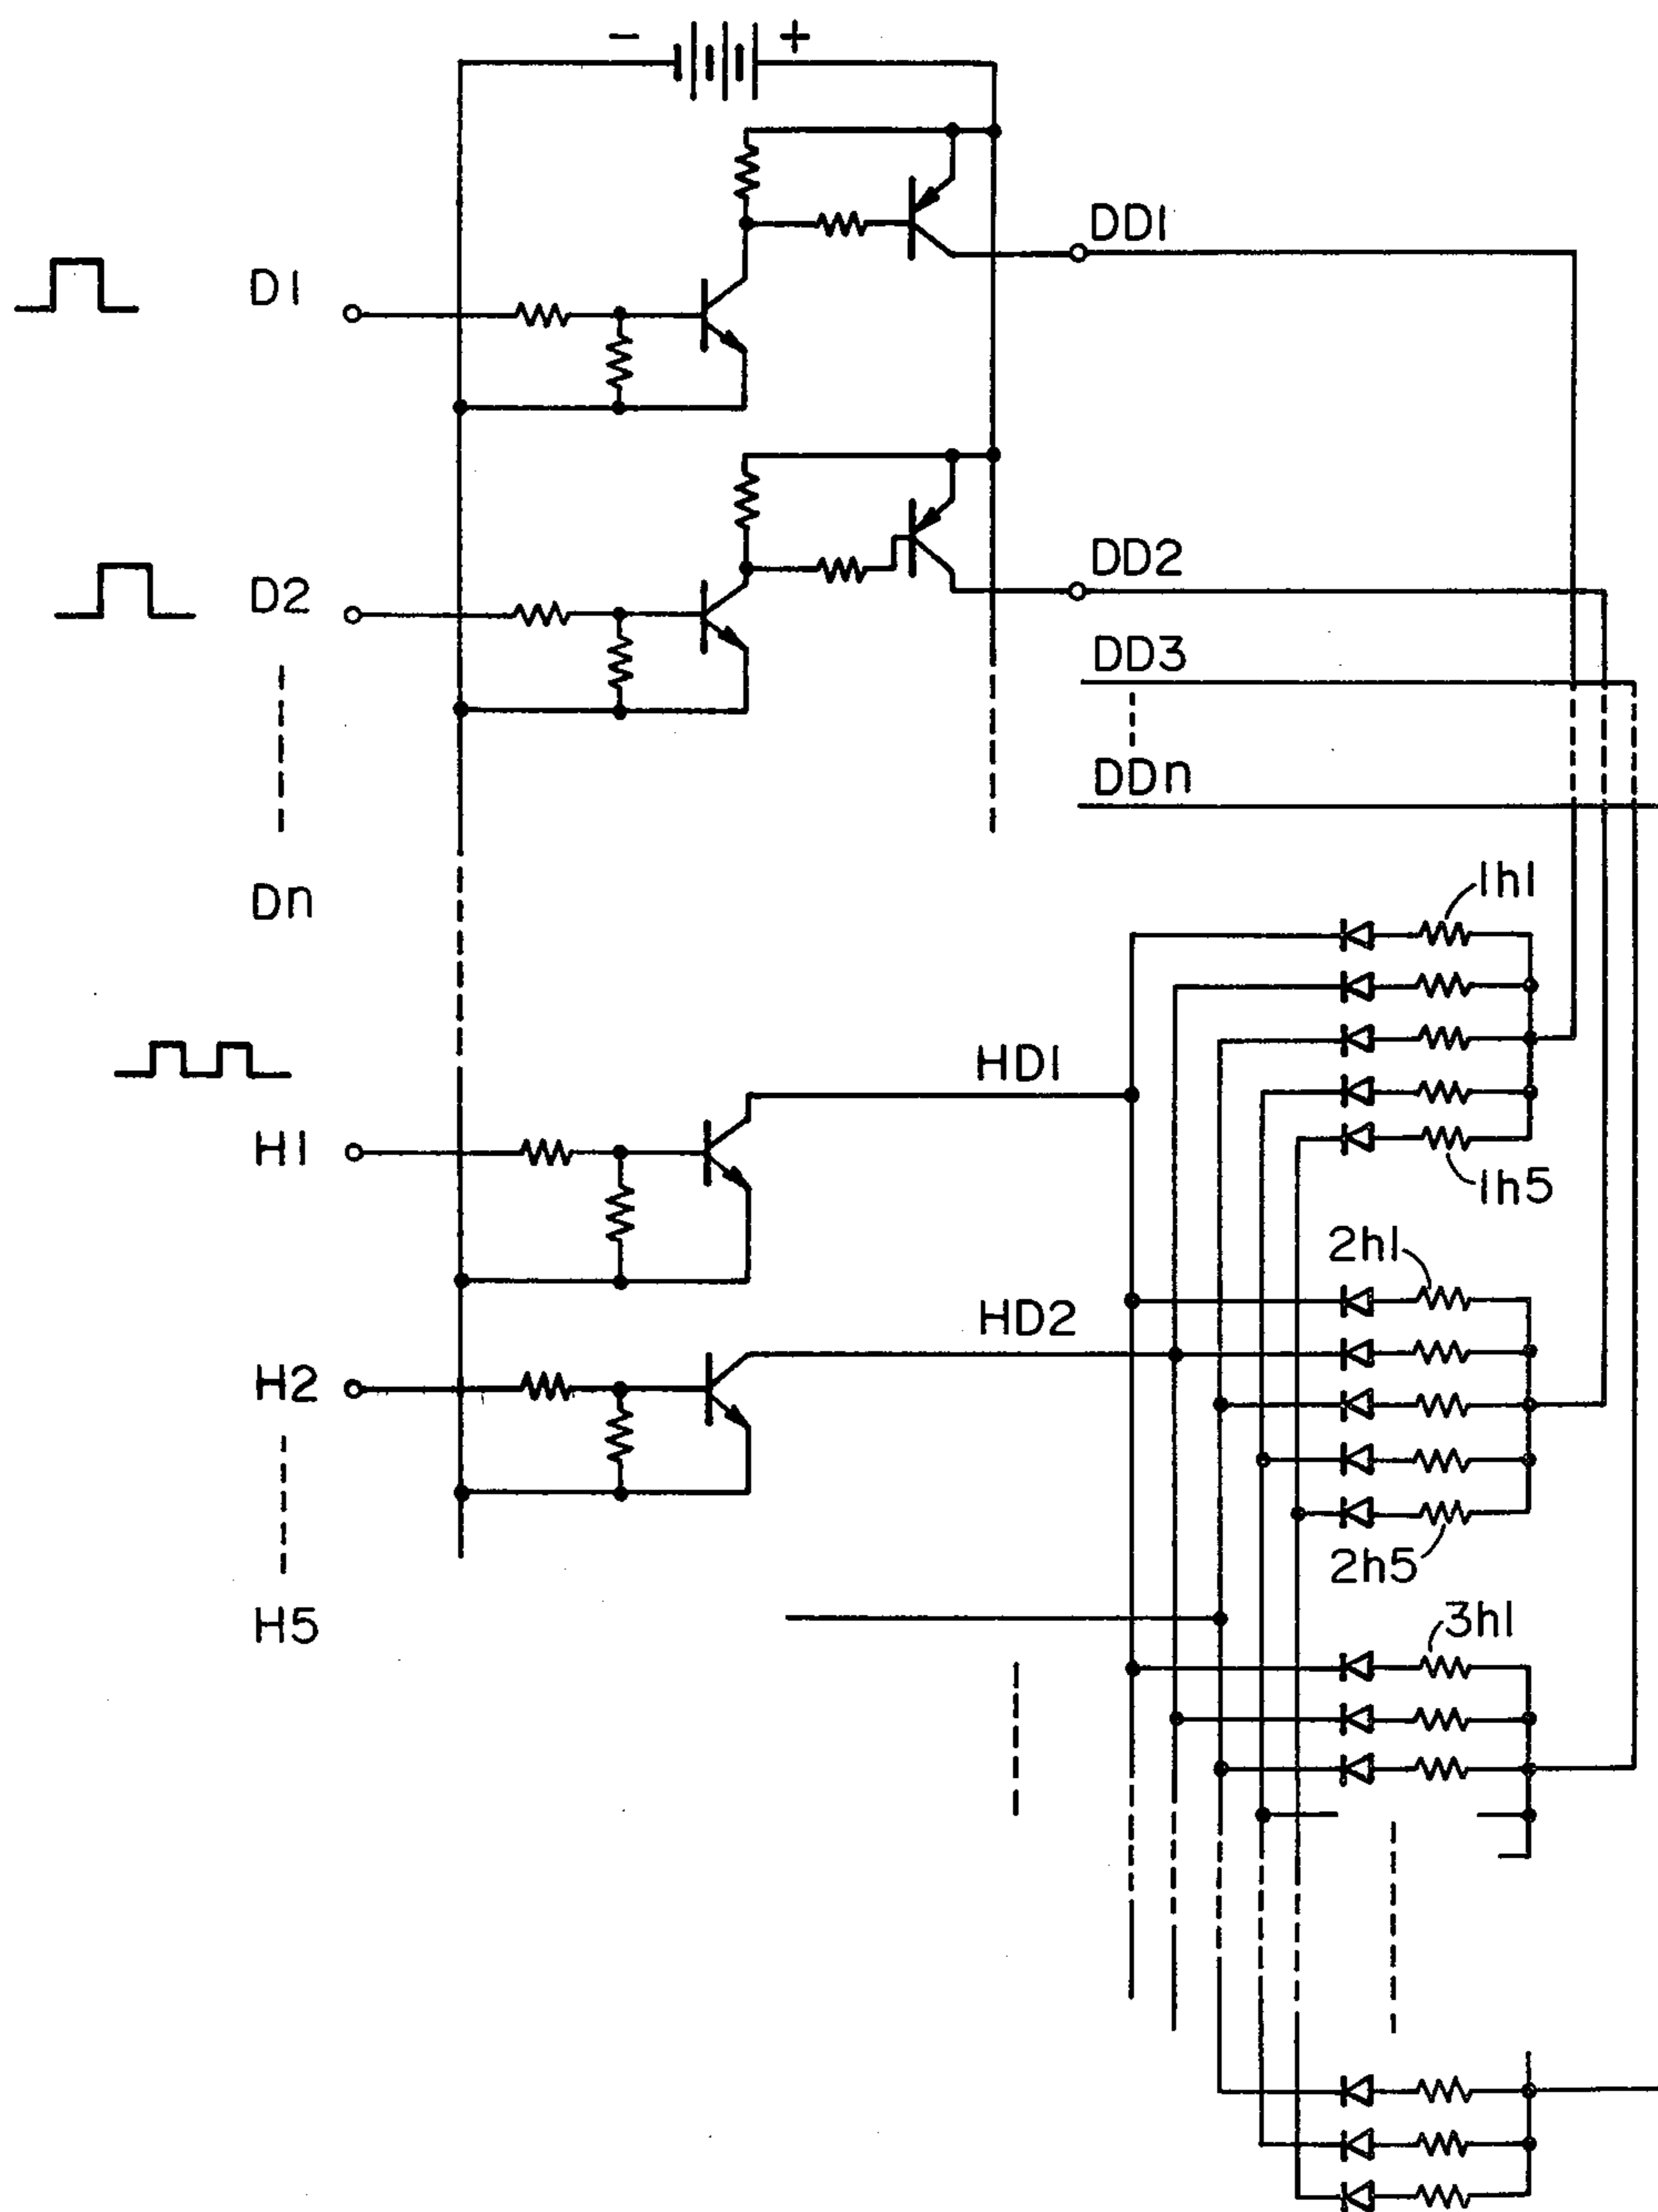 - +
DD1
D1
DD2
D2
DD3
DDn
Dn
1h1
HD1
H1
1h5
2h1
HD2
H2
2h5
H5
3h1